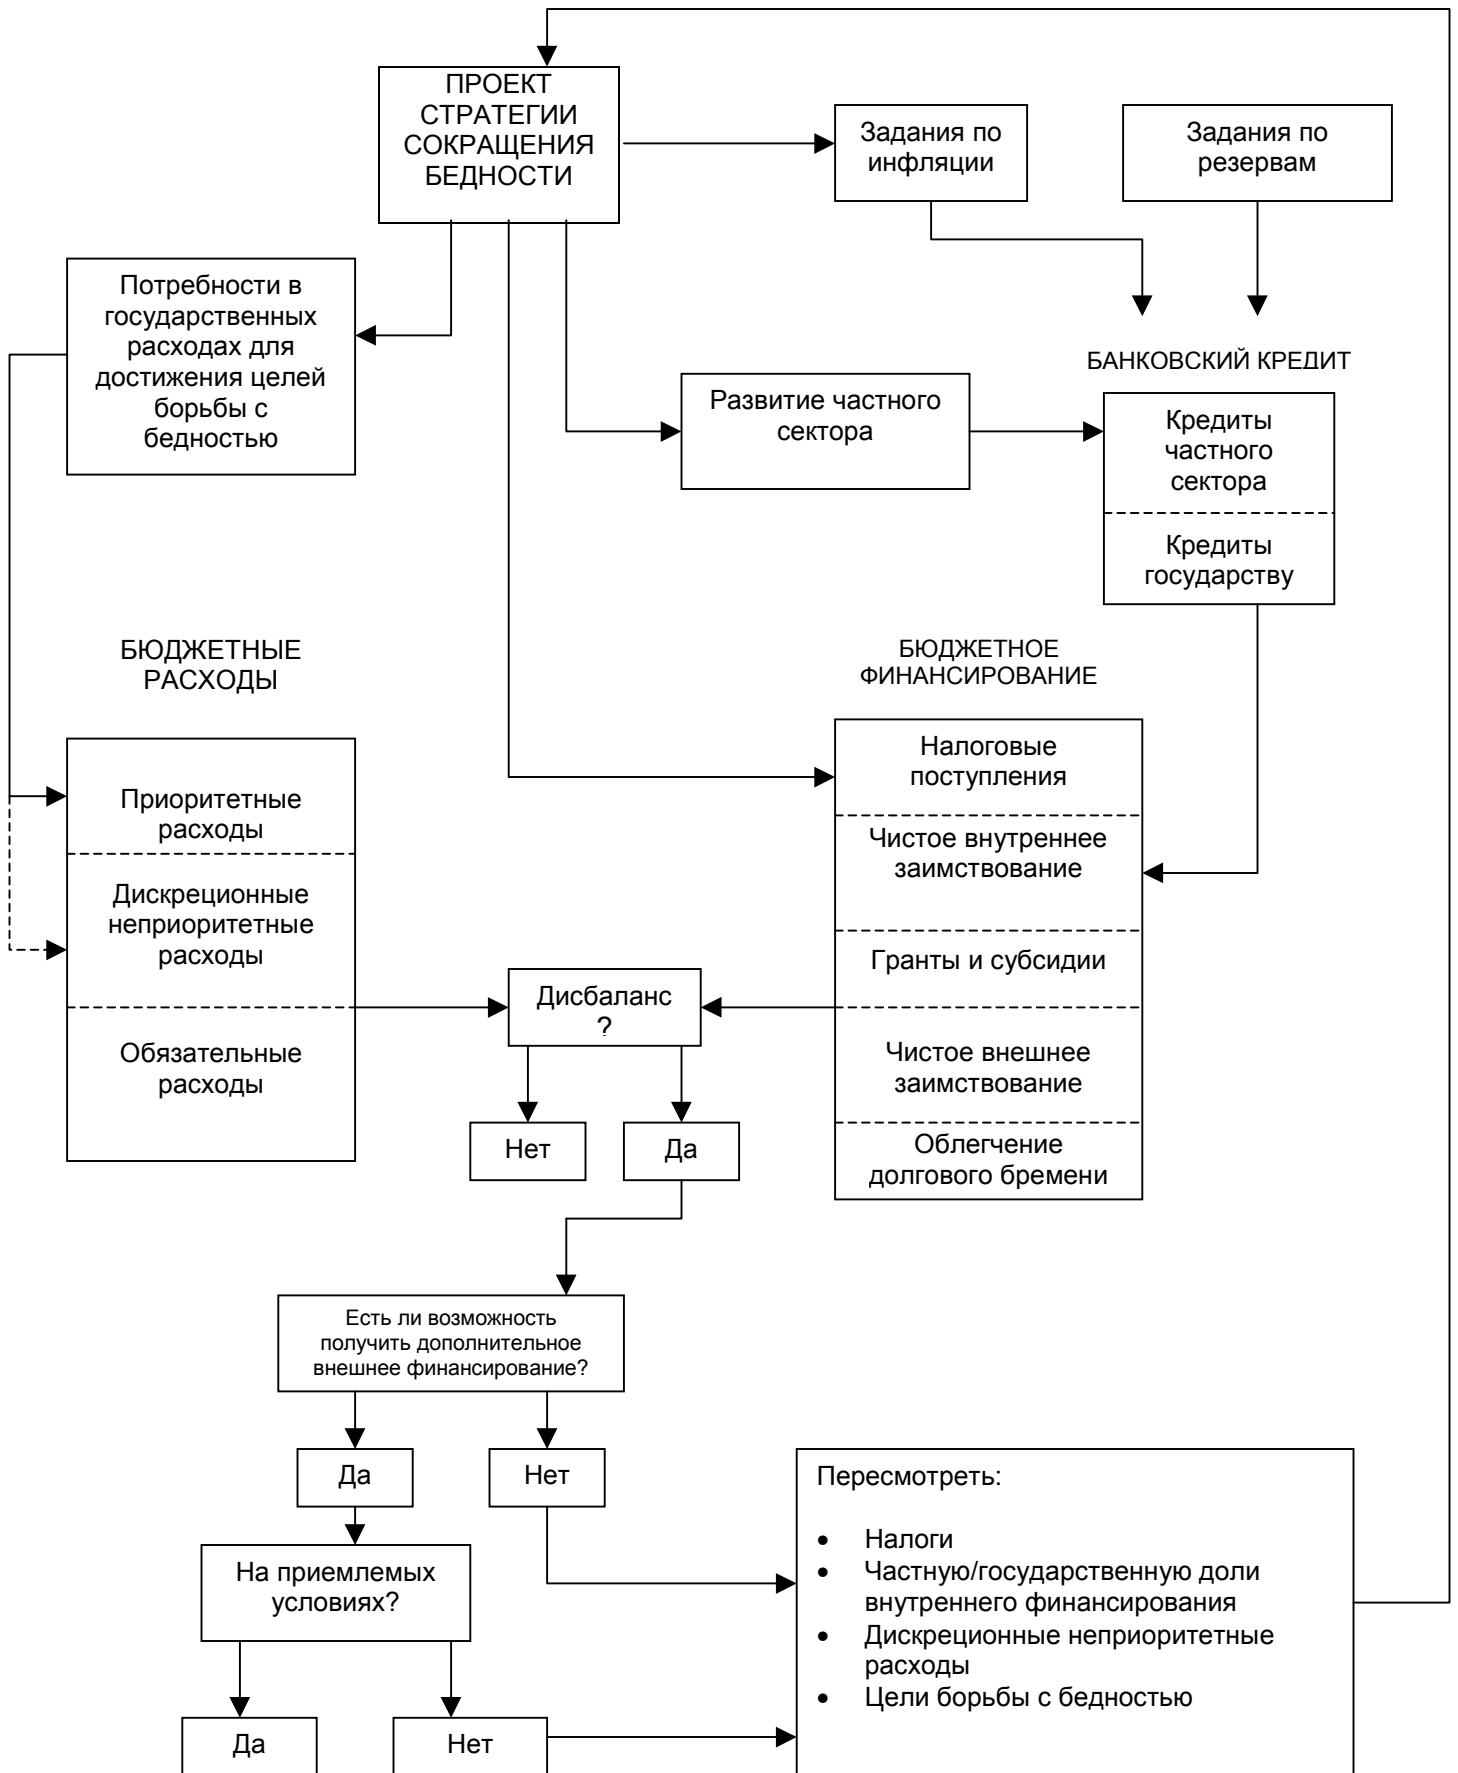 ПРОЕКТ
СТРАТЕГИИ
СОКРАЩЕНИЯ
БЕДНОСТИ
Задания по
инфляции
Задания по
резервам
Потребности в
государственных
расходах для
достижения целей
борьбы с
бедностью
БАНКОВСКИЙ КРЕДИТ
Развитие частного
сектора
Кредиты
частного
сектора
Кредиты
государству
БЮДЖЕТНЫЕ
РАСХОДЫ
БЮДЖЕТНОЕ
ФИНАНСИРОВАНИЕ
Приоритетные
расходы
Дискреционные
неприоритетные
расходы
Обязательные
расходы
Налоговые
поступления
Чистое внутреннее
заимствование
Гранты и субсидии
Чистое внешнее
заимствование
Облегчение
долгового бремени
Дисбаланс
?
Нет
Да
Есть ли возможность
получить дополнительное
внешнее финансирование?
Да
Нет
На приемлемых
условиях?
Да
Нет
Пересмотреть:
• Налоги
• Частную/государственную доли
внутреннего финансирования
• Дискреционные неприоритетные
расходы
• Цели борьбы с бедностью